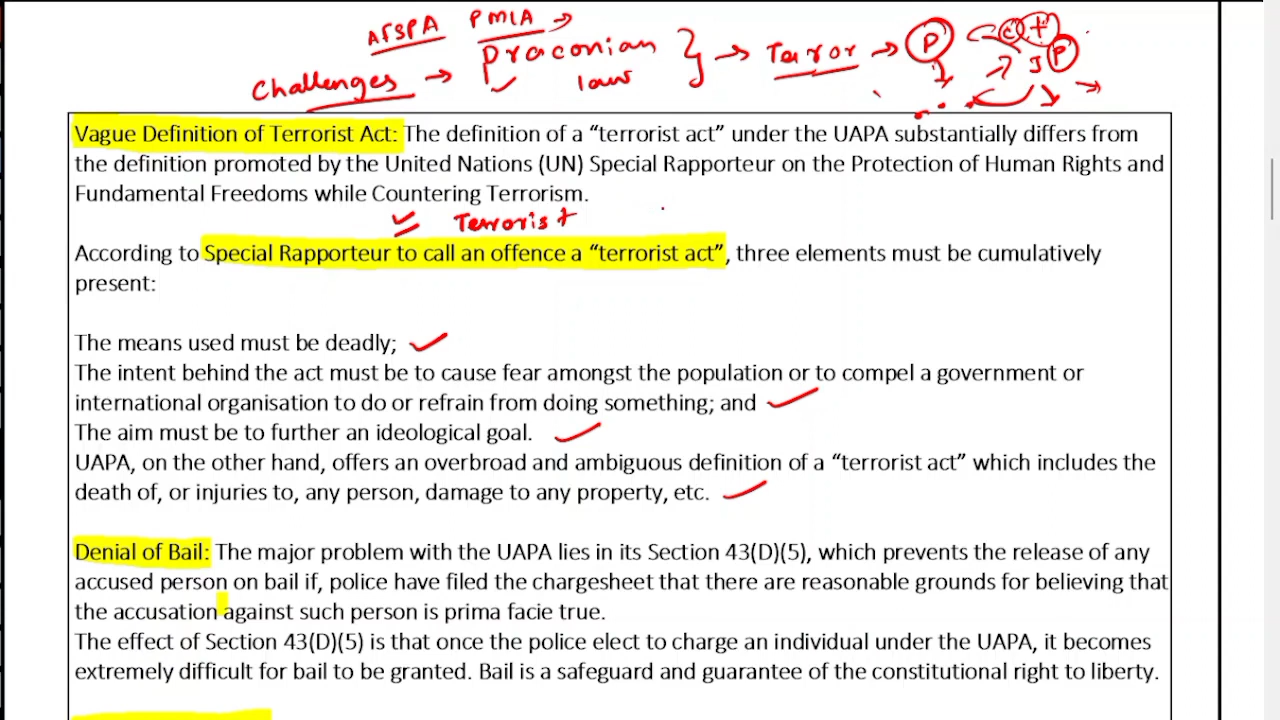 AFSPA PMLA →
Challenges → Draconian law } → Terror → P C + J P
Vague Definition of Terrorist Act: The definition of a “terrorist act” under the UAPA substantially differs from
the definition promoted by the United Nations (UN) Special Rapporteur on the Protection of Human Rights and
Fundamental Freedoms while Countering Terrorism.
Terrorist
According to Special Rapporteur to call an offence a “terrorist act”, three elements must be cumulatively
present:
The means used must be deadly;
The intent behind the act must be to cause fear amongst the population or to compel a government or
international organisation to do or refrain from doing something; and
The aim must be to further an ideological goal.
UAPA, on the other hand, offers an overbroad and ambiguous definition of a “terrorist act” which includes the
death of, or injuries to, any person, damage to any property, etc.
Denial of Bail: The major problem with the UAPA lies in its Section 43(D)(5), which prevents the release of any
accused person on bail if, police have filed the chargesheet that there are reasonable grounds for believing that
the accusation against such person is prima facie true.
The effect of Section 43(D)(5) is that once the police elect to charge an individual under the UAPA, it becomes
extremely difficult for bail to be granted. Bail is a safeguard and guarantee of the constitutional right to liberty.